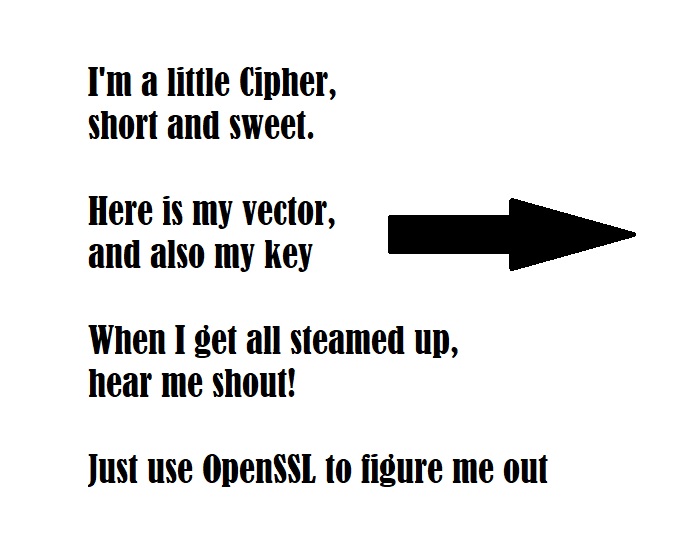 I'm a little Cipher,
short and sweet.
Here is my vector,
and also my key
When I get all steamed up,
hear me shout!
Just use OpenSSL to figure me out